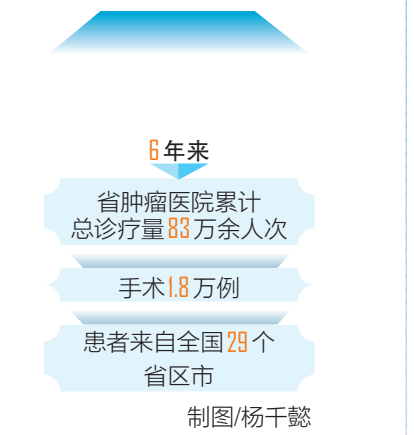 6年来
省肿瘤医院累计
总诊疗量83万余人次
手术1.8万例
患者来自全国29个
省区市
制图/杨千懿